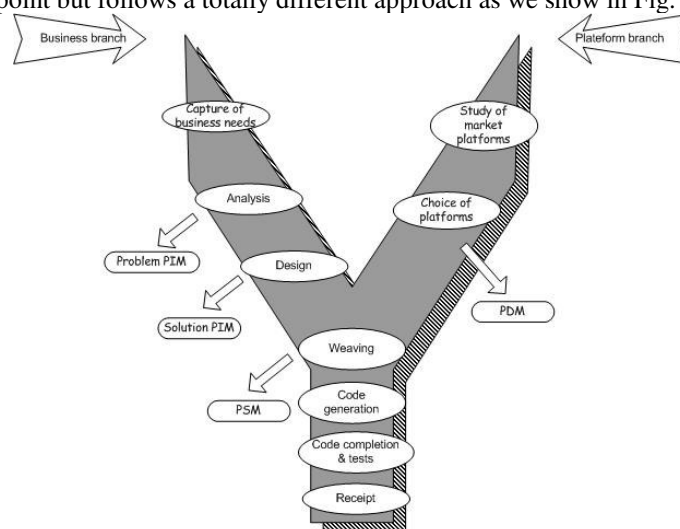 point but follows a totally different approach as we show in Fig.
Business branch
Plateform branch
Capture of
business needs
Study of
market
platforms
Analysis
Choice of
platforms
Problem PIM
Design
Solution PIM
PDM
Weaving
PSM
Code
generation
Code completion
& tests
Receipt